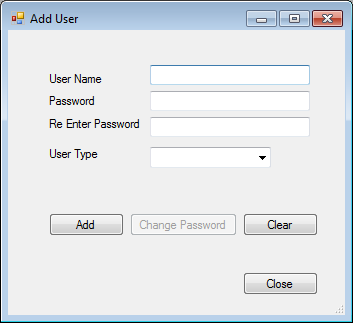 Add User
User Name
Password
Re Enter Password
User Type
Add Change Password Clear
Close